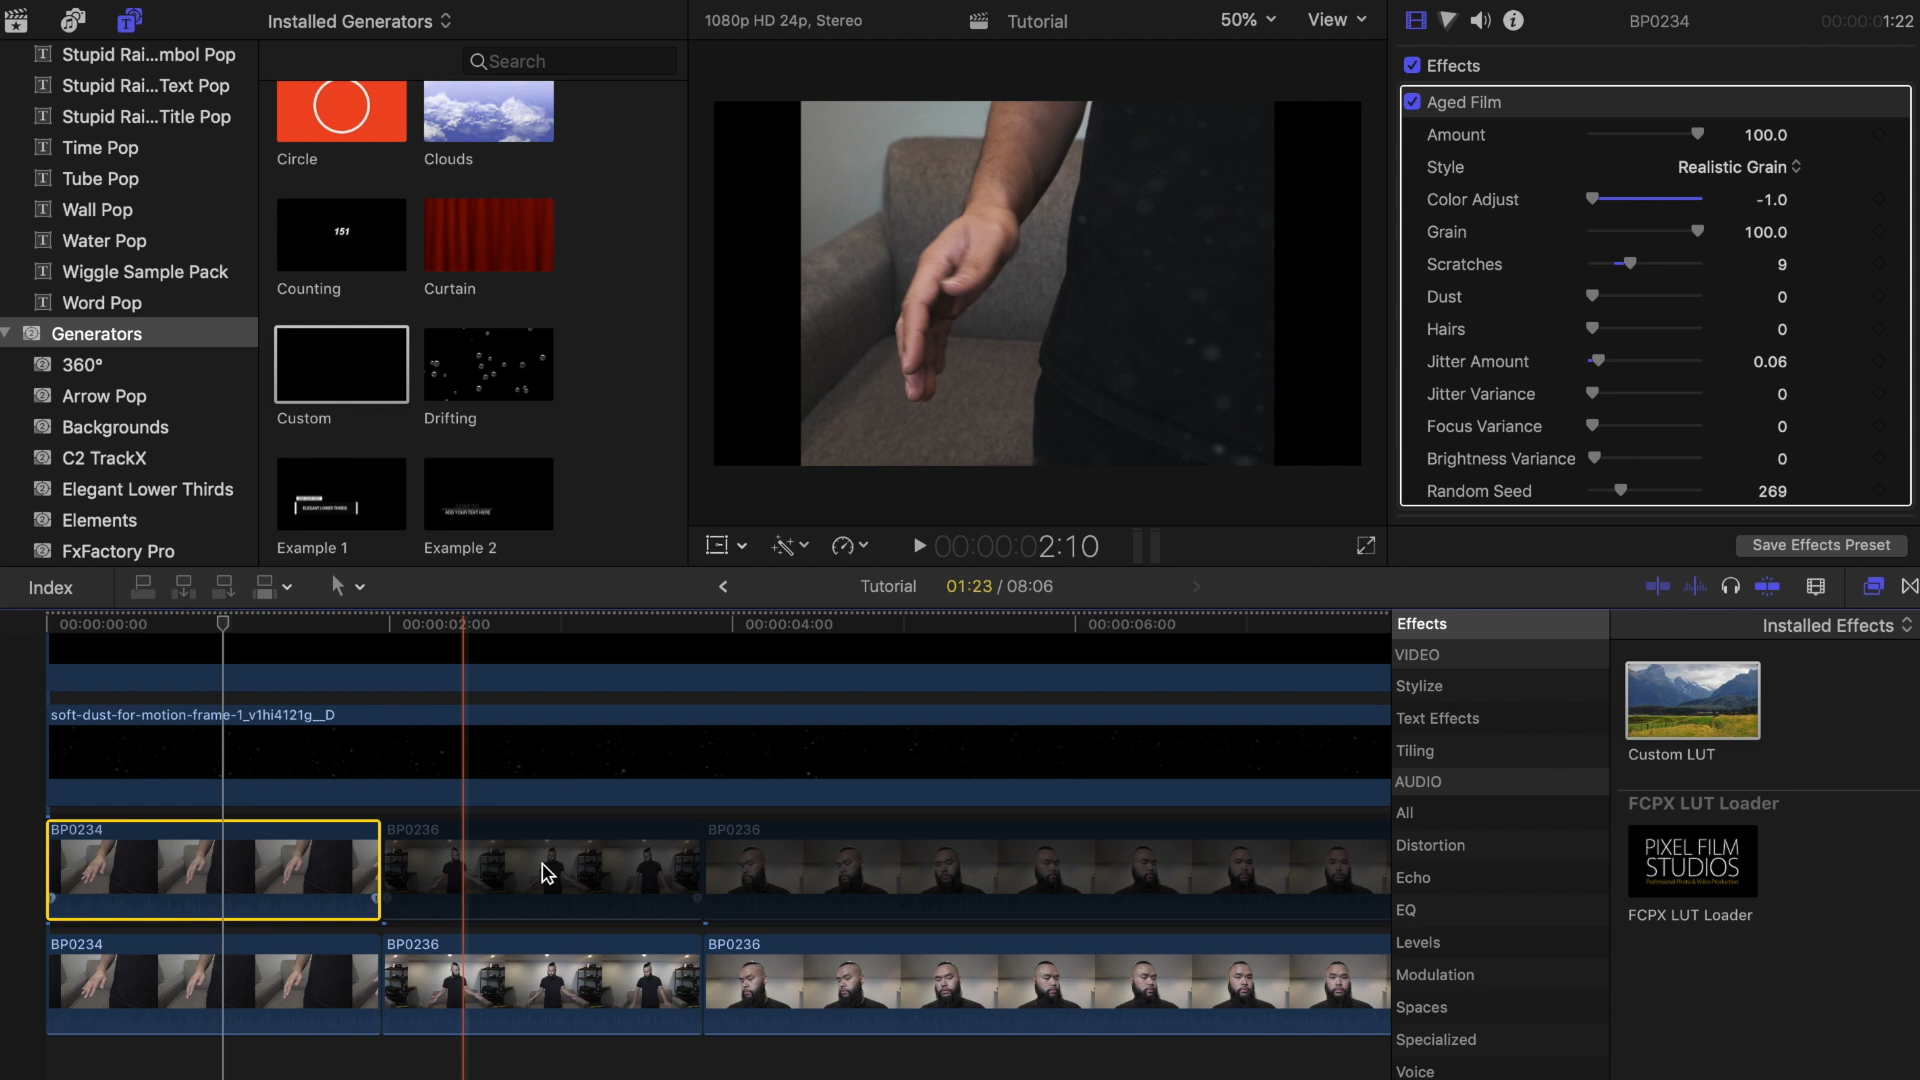 Installed Generators
1080p HD 24p, Stereo
Tutorial
50%
View
BP0234
00:00:01:22
Stupid Rai...mbol Pop
Stupid Rai...Text Pop
Stupid Rai...Title Pop
Time Pop
Tube Pop
Wall Pop
Water Pop
Wiggle Sample Pack
Word Pop
Generators
360°
Arrow Pop
Backgrounds
C2 TrackX
Elegant Lower Thirds
Elements
FxFactory Pro
Search
Circle
Clouds
151
Counting
Curtain
Custom
Drifting
ELEGANT LOWER THIRDS
ADD YOUR TEXT HERE
Example 1
Example 2
Effects
Aged Film
Amount 100.0
Style Realistic Grain
Color Adjust -1.0
Grain 100.0
Scratches 9
Dust 0
Hairs 0
Jitter Amount 0.06
Jitter Variance 0
Focus Variance 0
Brightness Variance 0
Random Seed 269
00:00:02:10
Save Effects Preset
Index
Tutorial 01:23 / 08:06
00:00:00:00
00:00:02:00
00:00:04:00
00:00:06:00
soft-dust-for-motion-frame-1_v1hi4121g__D
BP0234
BP0236
BP0236
BP0234
BP0236
BP0236
Effects
VIDEO
Stylize
Text Effects
Tiling
AUDIO
All
Distortion
Echo
EQ
Levels
Modulation
Spaces
Specialized
Voice
Installed Effects
Custom LUT
FCPX LUT Loader
PIXEL FILM
STUDIOS
FCPX LUT Loader